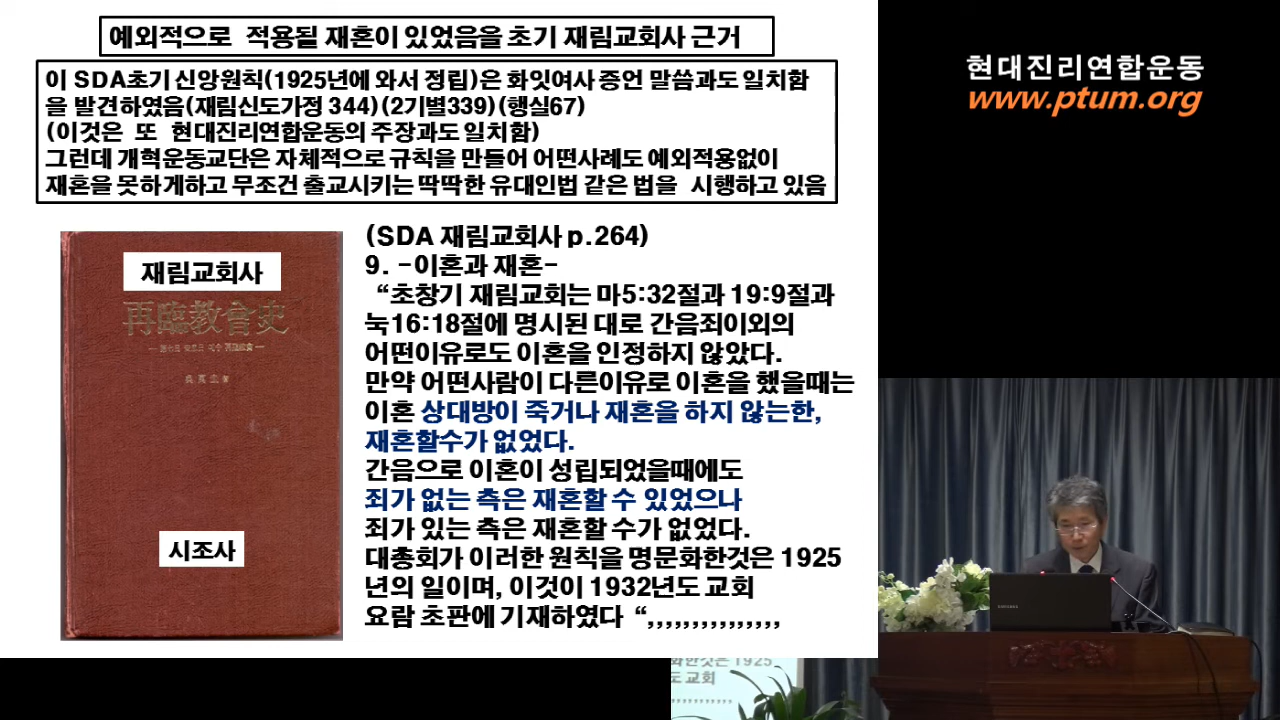 예외적으로 적용될 재혼이 있었음을 초기 재림교회사 근거
이 SDA초기 신앙원칙(1925년에 와서 정립)은 화잇여사 증언 말씀과도 일치함
을 발견하였음(재림신도가정 344)(2기별339)(행실67)
(이것은 또 현대진리연합운동의 주장과도 일치함)
그런데 개혁운동교단은 자체적으로 규칙을 만들어 어떤사례도 예외적용없이
재혼을 못하게하고 무조건 출교시키는 딱딱한 유대인법 같은 법을 시행하고 있음
(SDA 재림교회사 p.264)
9. -이혼과 재혼-
“초창기 재림교회는 마5:32절과 19:9절과
눅16:18절에 명시된 대로 간음죄이외의
어떤이유로도 이혼을 인정하지 않았다.
만약 어떤사람이 다른이유로 이혼을 했을때는
이혼 상대방이 죽거나 재혼을 하지 않는한,
재혼할수가 없었다.
간음으로 이혼이 성립되었을때에도
죄가 없는 측은 재혼할 수 있었으나
죄가 있는 측은 재혼할 수가 없었다.
대총회가 이러한 원칙을 명문화한것은 1925
년의 일이며, 이것이 1932년도 교회
요람 초판에 기재하였다 “,,,,,,,,,,,,,,,
재림교회사
再臨教會史
시조사
현대진리연합운동
www.ptum.org
화한것은 1925
도 교회